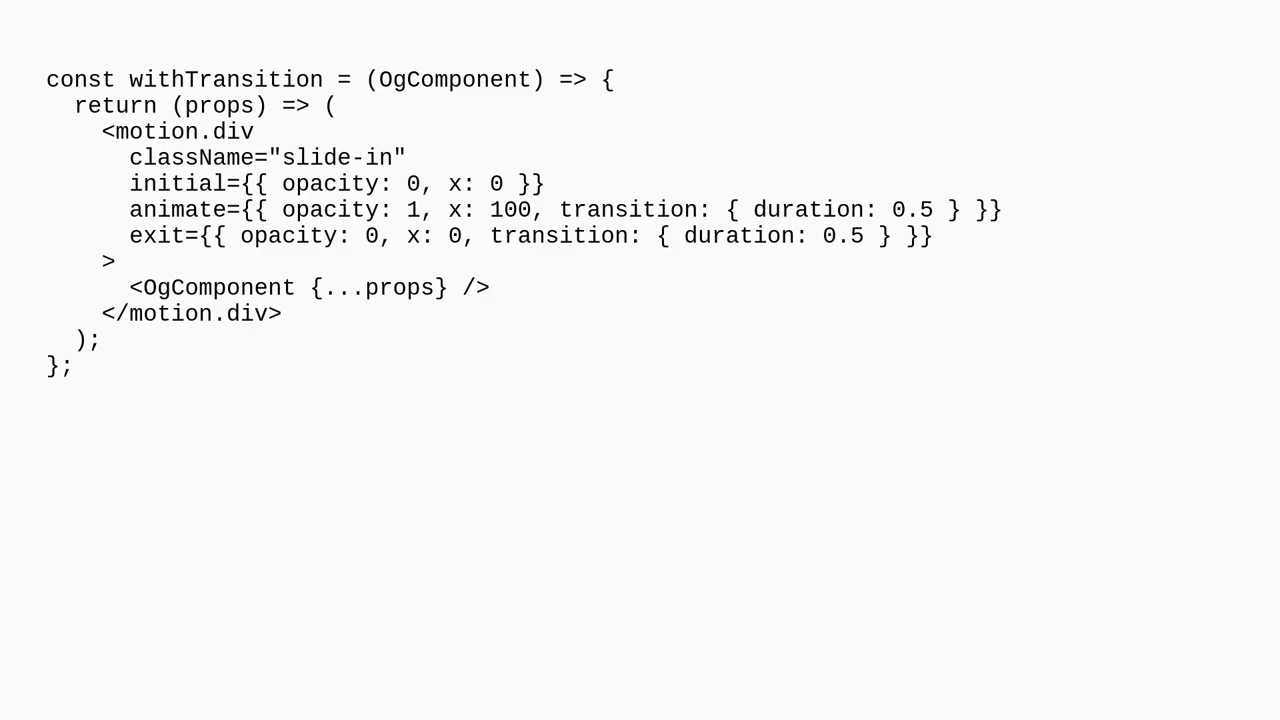 const withTransition = (OgComponent) => {
  return (props) => (
    <motion.div
      className="slide-in"
      initial={{ opacity: 0, x: 0 }}
      animate={{ opacity: 1, x: 100, transition: { duration: 0.5 } }}
      exit={{ opacity: 0, x: 0, transition: { duration: 0.5 } }}
    >
      <OgComponent {...props} />
    </motion.div>
  );
};